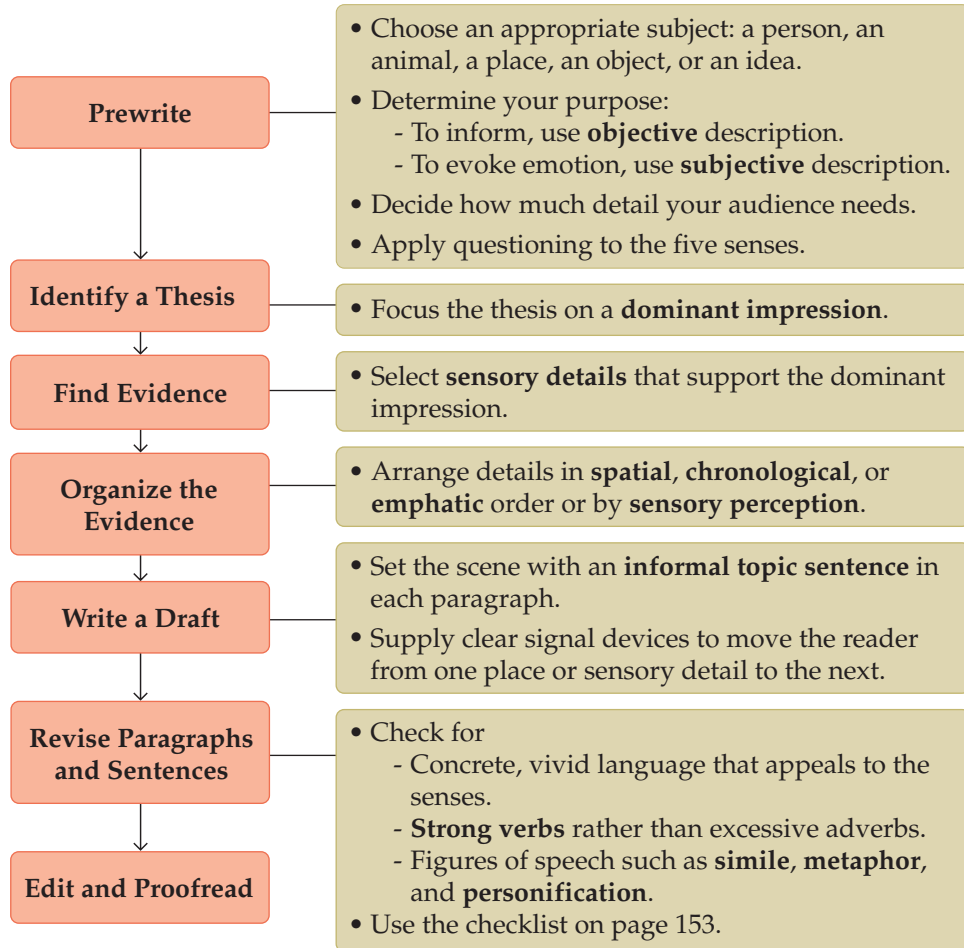 Prewrite
• Choose an appropriate subject: a person, an
animal, a place, an object, or an idea.
• Determine your purpose:
- To inform, use objective description.
- To evoke emotion, use subjective description.
• Decide how much detail your audience needs.
• Apply questioning to the five senses.
Identify a Thesis
• Focus the thesis on a dominant impression.
Find Evidence
• Select sensory details that support the dominant
impression.
Organize the
Evidence
• Arrange details in spatial, chronological, or
emphatic order or by sensory perception.
Write a Draft
• Set the scene with an informal topic sentence in
each paragraph.
• Supply clear signal devices to move the reader
from one place or sensory detail to the next.
Revise Paragraphs
and Sentences
• Check for
- Concrete, vivid language that appeals to the
senses.
- Strong verbs rather than excessive adverbs.
- Figures of speech such as simile, metaphor,
and personification.
• Use the checklist on page 153.
Edit and Proofread